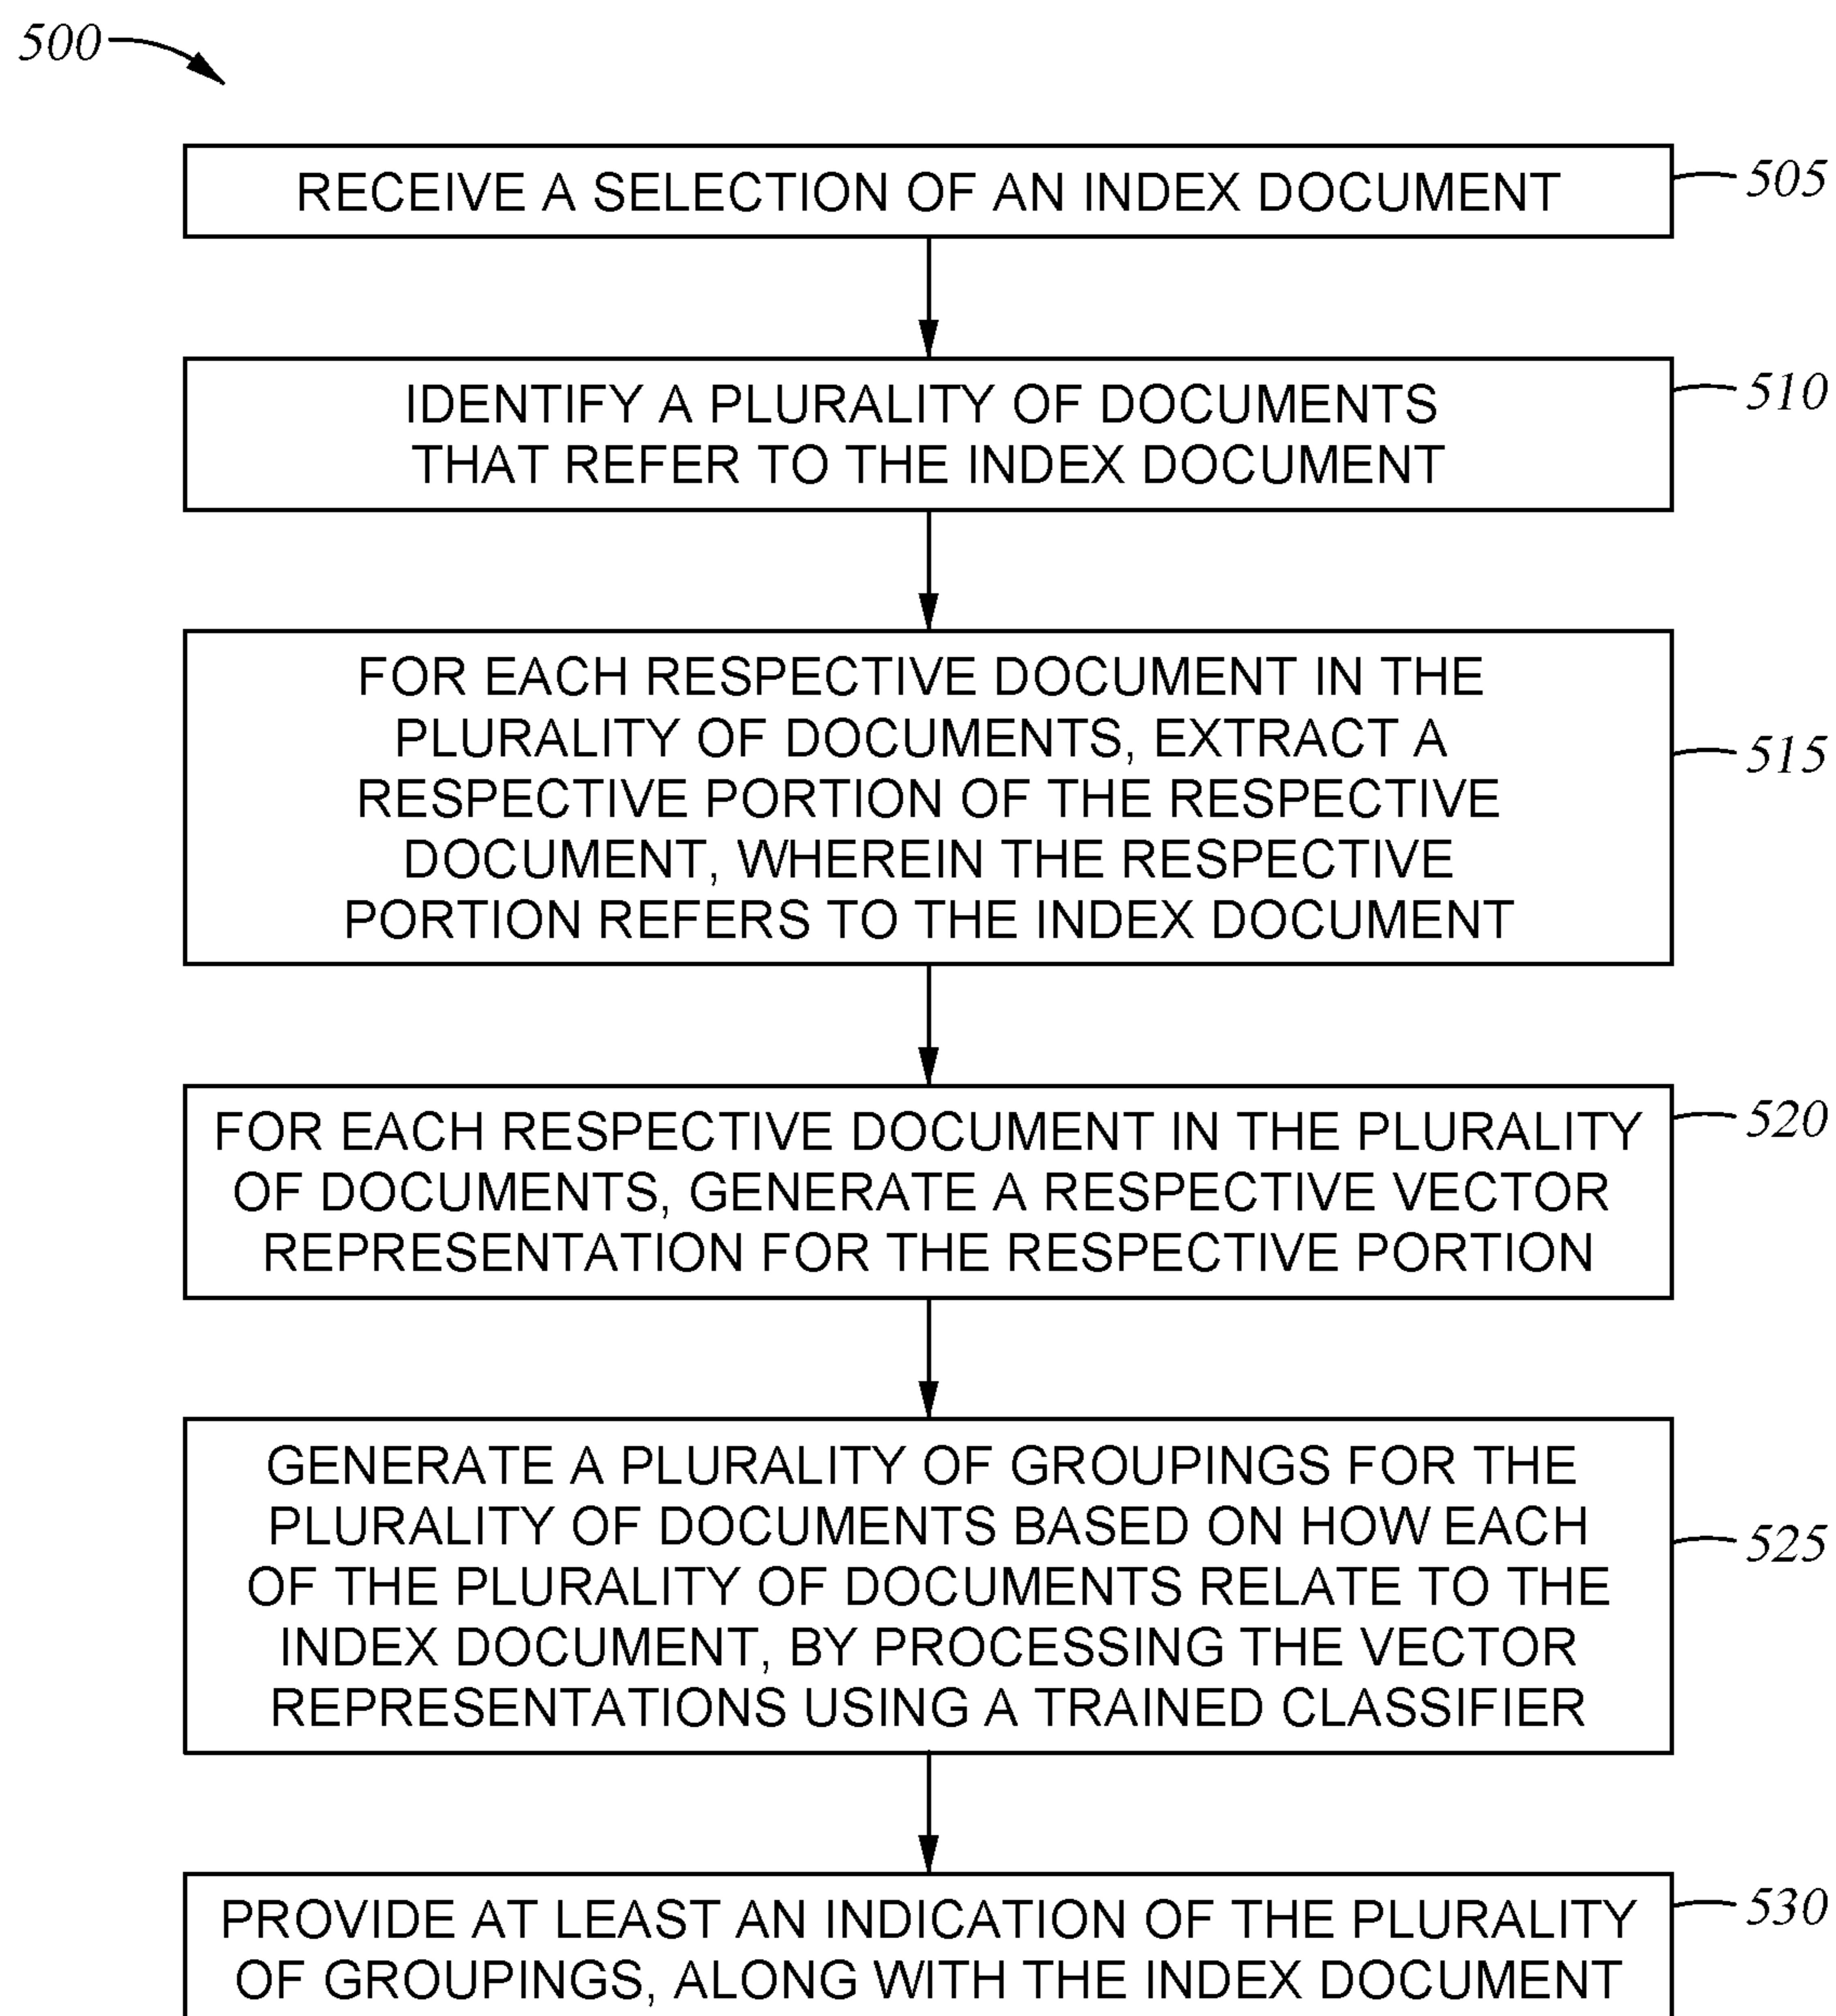 500
RECEIVE A SELECTION OF AN INDEX DOCUMENT
505
IDENTIFY A PLURALITY OF DOCUMENTS
THAT REFER TO THE INDEX DOCUMENT
510
FOR EACH RESPECTIVE DOCUMENT IN THE
PLURALITY OF DOCUMENTS, EXTRACT A
RESPECTIVE PORTION OF THE RESPECTIVE
DOCUMENT, WHEREIN THE RESPECTIVE
PORTION REFERS TO THE INDEX DOCUMENT
515
FOR EACH RESPECTIVE DOCUMENT IN THE PLURALITY
OF DOCUMENTS, GENERATE A RESPECTIVE VECTOR
REPRESENTATION FOR THE RESPECTIVE PORTION
520
GENERATE A PLURALITY OF GROUPINGS FOR THE
PLURALITY OF DOCUMENTS BASED ON HOW EACH
OF THE PLURALITY OF DOCUMENTS RELATE TO THE
INDEX DOCUMENT, BY PROCESSING THE VECTOR
REPRESENTATIONS USING A TRAINED CLASSIFIER
525
PROVIDE AT LEAST AN INDICATION OF THE PLURALITY
OF GROUPINGS, ALONG WITH THE INDEX DOCUMENT
530